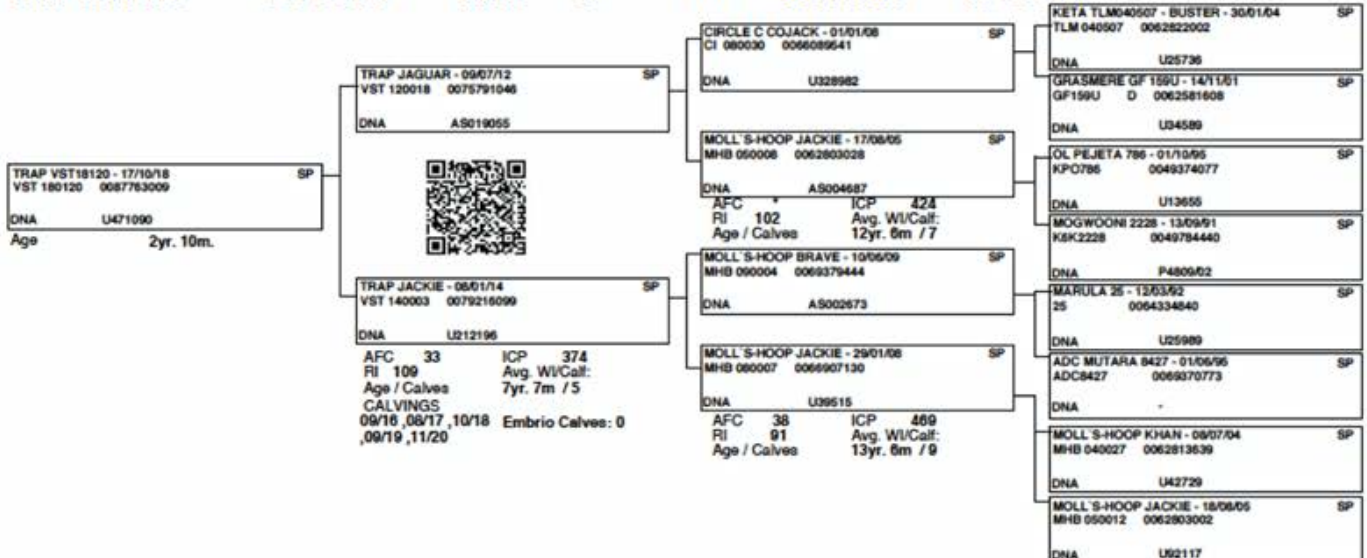 TRAP VST18120 - 17/10/18 SP
VST 180120 0087763009
DNA U471090
Age 2yr. 10m.
TRAP JAGUAR - 09/07/12 SP
VST 120018 0075791046
DNA AS019055
TRAP JACKIE - 08/01/14 SP
VST 140003 0079216099
DNA U212196
AFC 33 ICP 374
RI 109 Avg. WI/Calf:
Age / Calves 7yr. 7m / 5
CALVINGS
09/16 ,08/17 ,10/18 Embrio Calves: 0
,09/19 ,11/20
CIRCLE C COJACK - 01/01/08 SP
CI 080030 0066089541
DNA U328982
MOLL`S-HOOP JACKIE - 17/08/05 SP
MHB 050008 0062803028
DNA AS004687
AFC * ICP 424
RI 102 Avg. WI/Calf:
Age / Calves 12yr. 6m / 7
MOLL`S-HOOP BRAVE - 10/06/09 SP
MHB 090004 0069379444
DNA AS002673
MOLL`S-HOOP JACKIE - 29/01/08 SP
MHB 080007 0066907130
DNA U39515
AFC 38 ICP 469
RI 91 Avg. WI/Calf:
Age / Calves 13yr. 6m / 9
KETA TLM040507 - BUSTER - 30/01/04 SP
TLM 040507 0062822002
DNA U25736
GRASMERE GF 159U - 14/11/01 SP
GF159U D 0062581608
DNA U34589
OL PEJETA 786 - 01/10/95 SP
KPO786 0049374077
DNA U13655
MOGWOONI 2228 - 13/09/91 SP
K6K2228 0049784440
DNA P4809/02
MARULA 25 - 12/03/92 SP
25 0064334840
DNA U25989
ADC MUTARA 8427 - 01/06/95 SP
ADC8427 0069370773
DNA -
MOLL`S-HOOP KHAN - 08/07/04 SP
MHB 040027 0062813639
DNA U42729
MOLL`S-HOOP JACKIE - 18/08/05 SP
MHB 050012 0062803002
DNA U92117